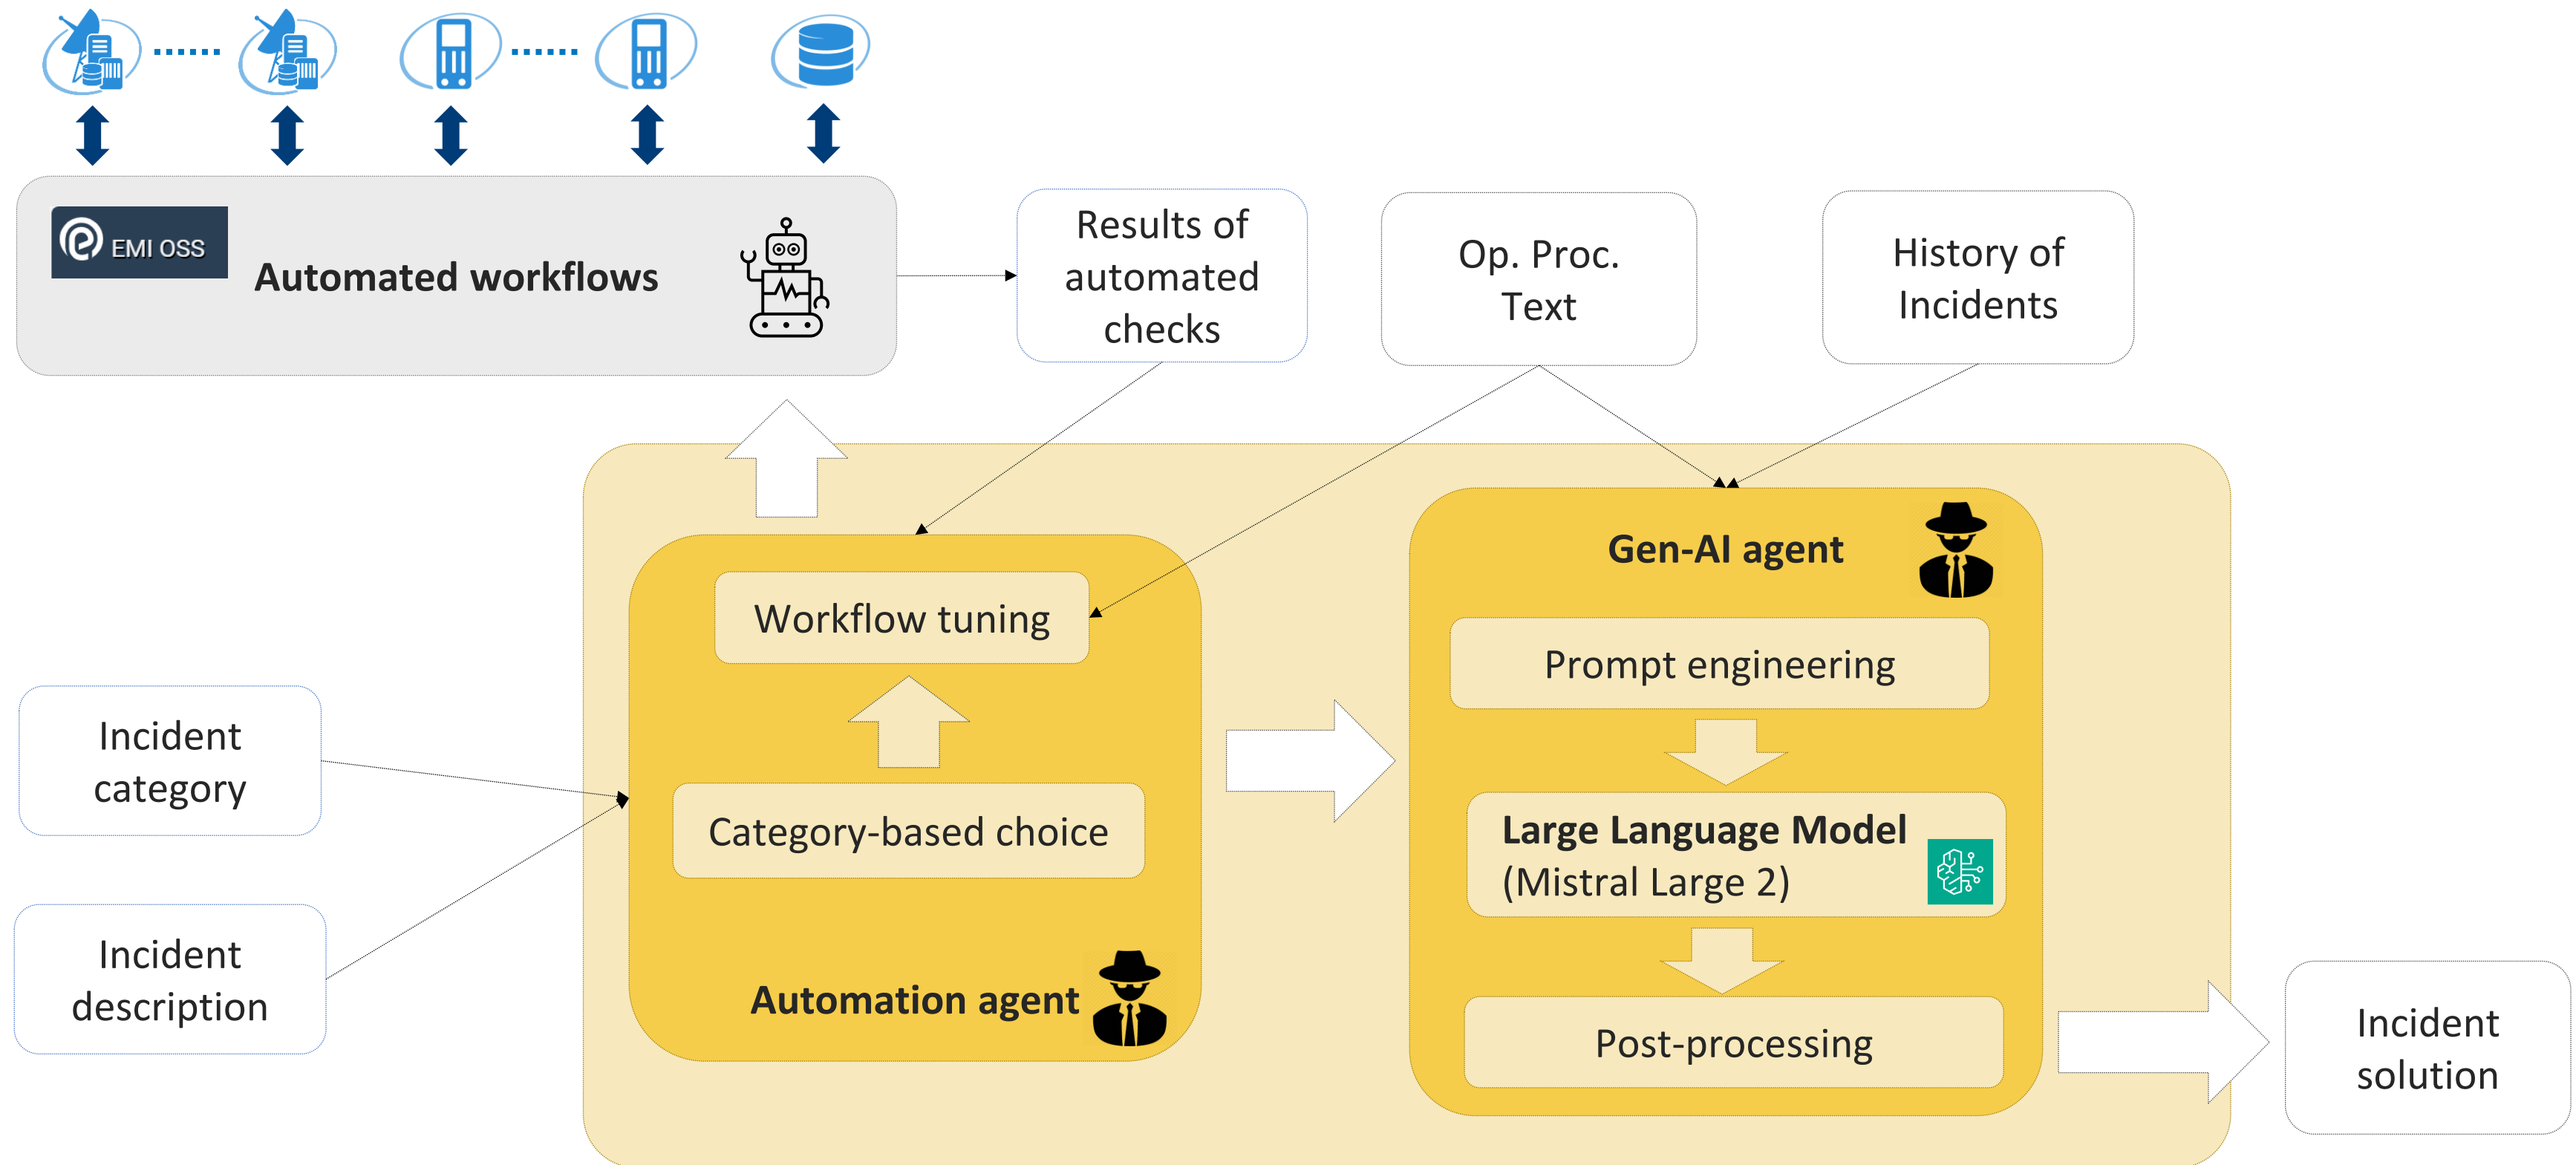 EMI OSS
Automated workflows
Results of
automated
checks
Op. Proc.
Text
History of
Incidents
Gen-AI agent
Workflow tuning
Prompt engineering
Incident
category
Category-based choice
Large Language Model
(Mistral Large 2)
Incident
description
Automation agent
Post-processing
Incident
solution